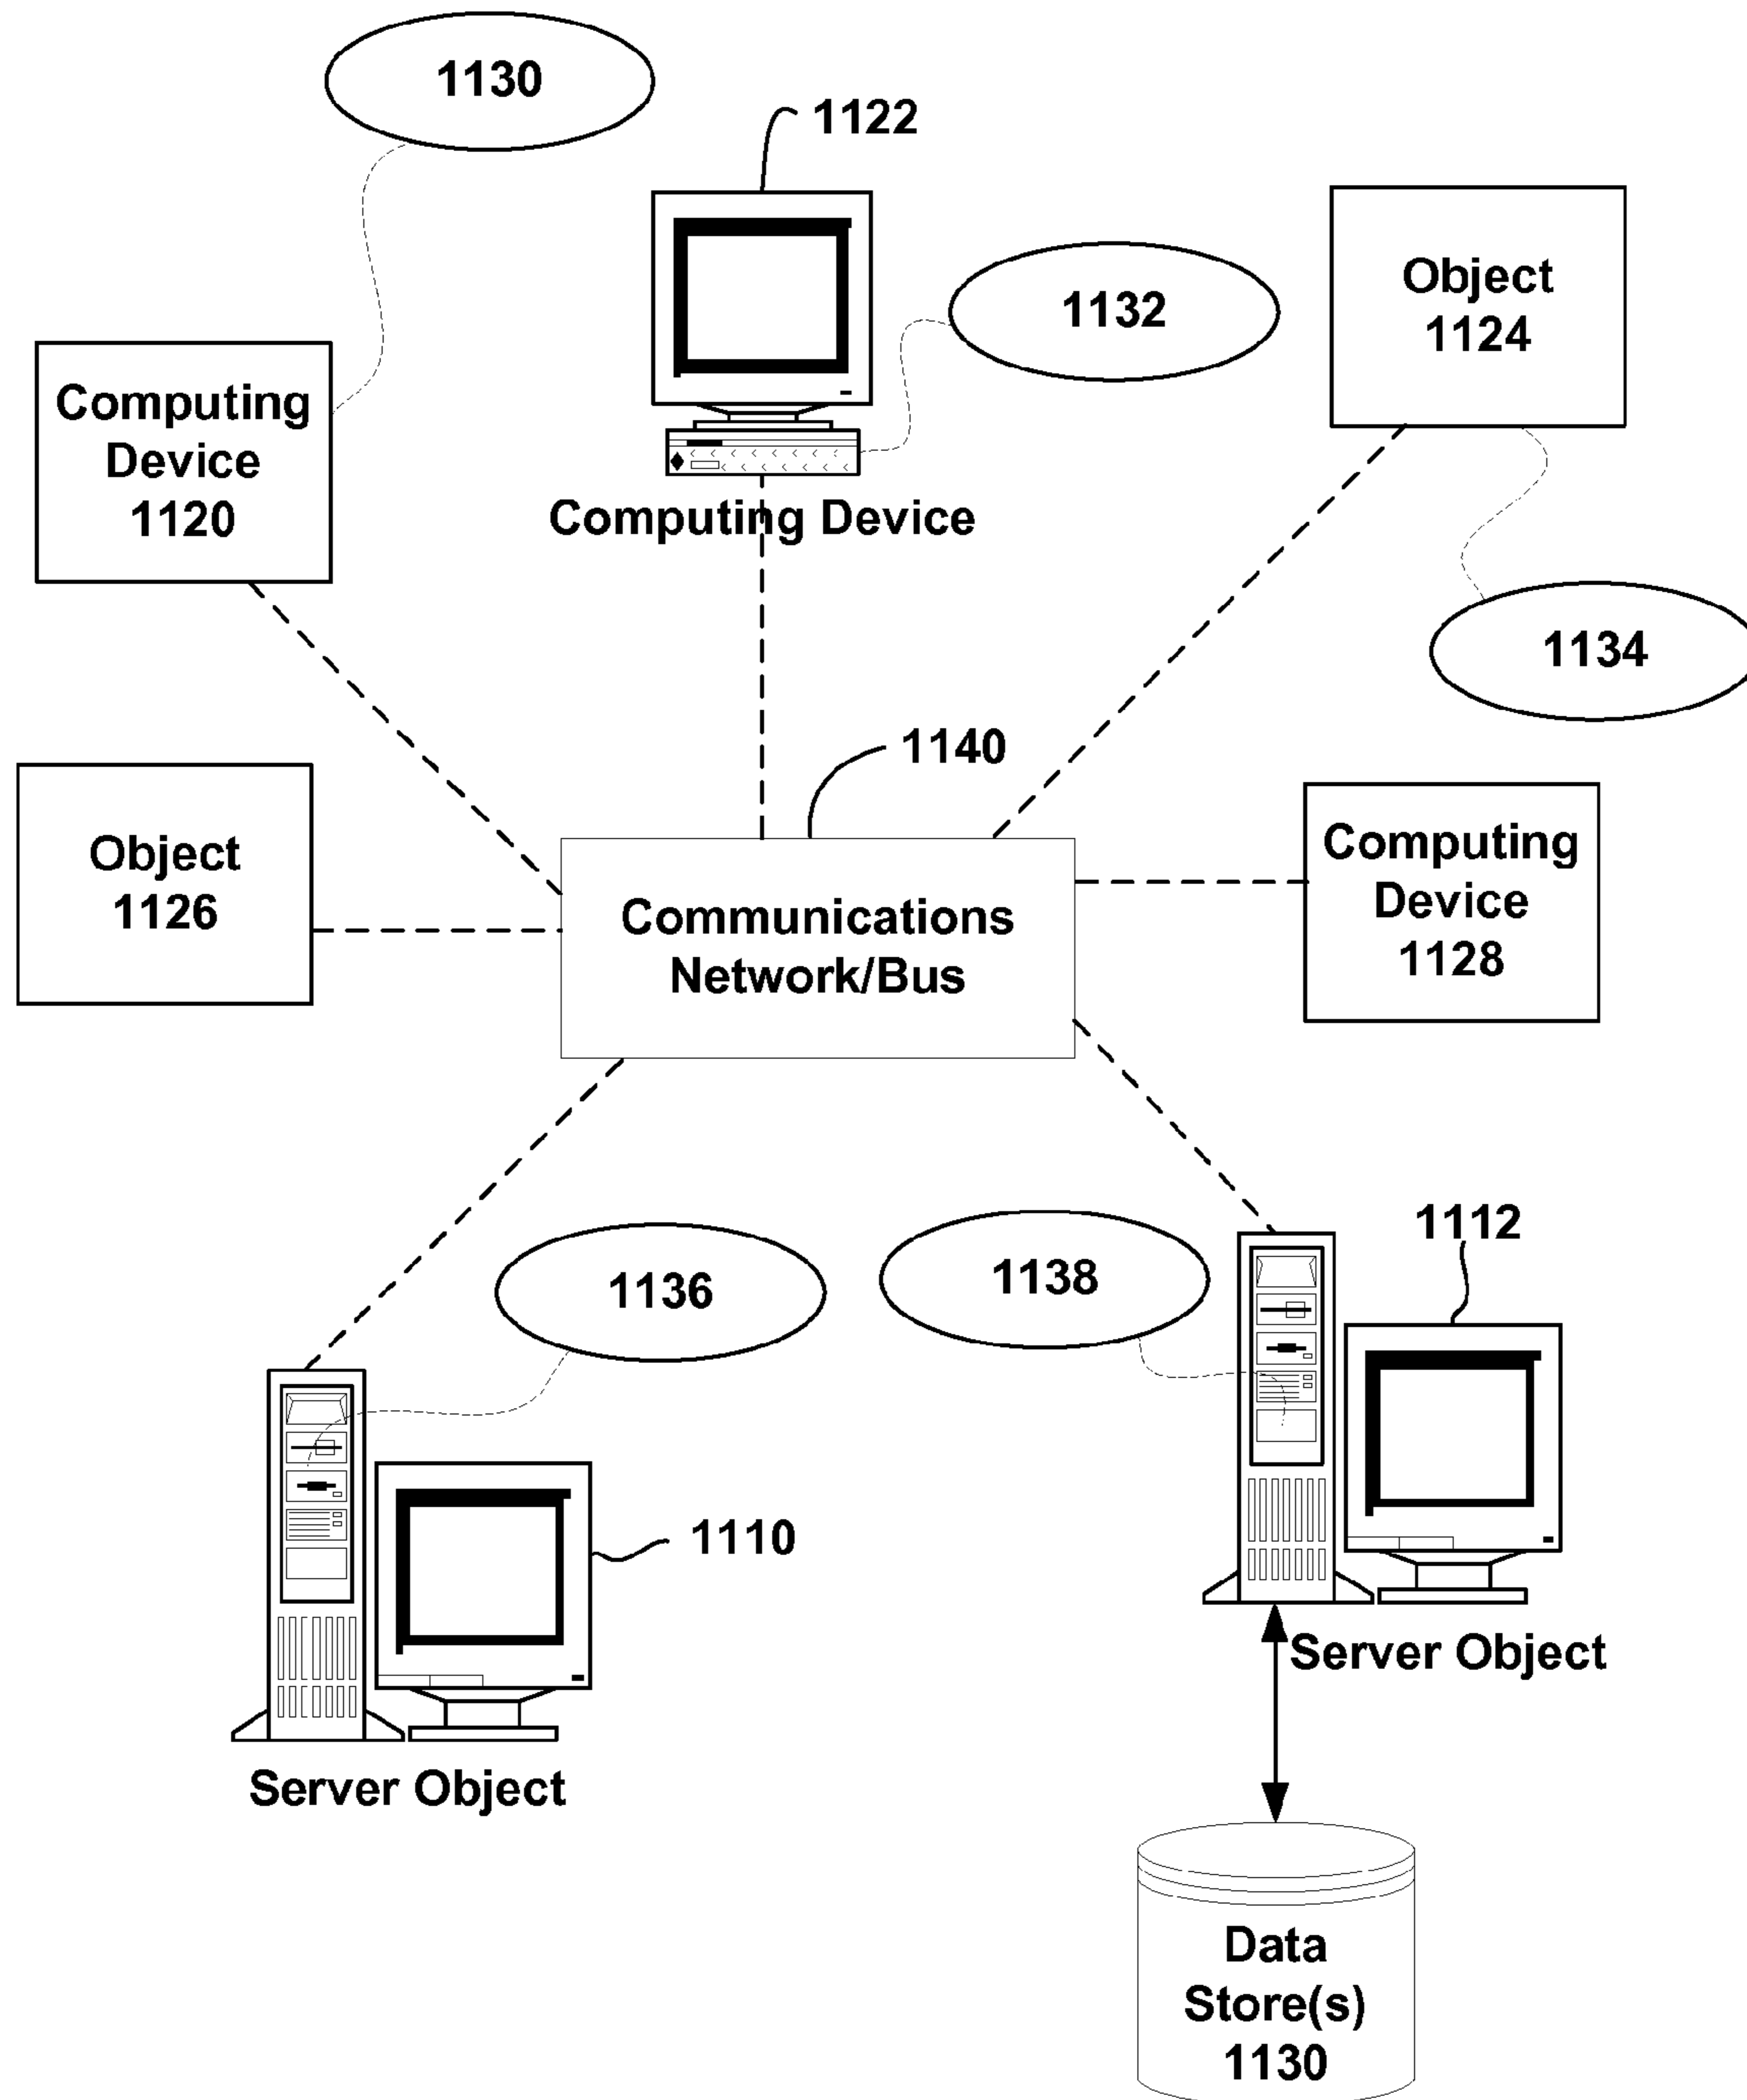 1130
1122
Object
1124
1132
Computing
Device
1120
Computing Device
1134
1140
Object
1126
Communications
Network/Bus
Computing
Device
1128
1136
1138
1112
1110
Server Object
Server Object
Data
Store(s)
1130